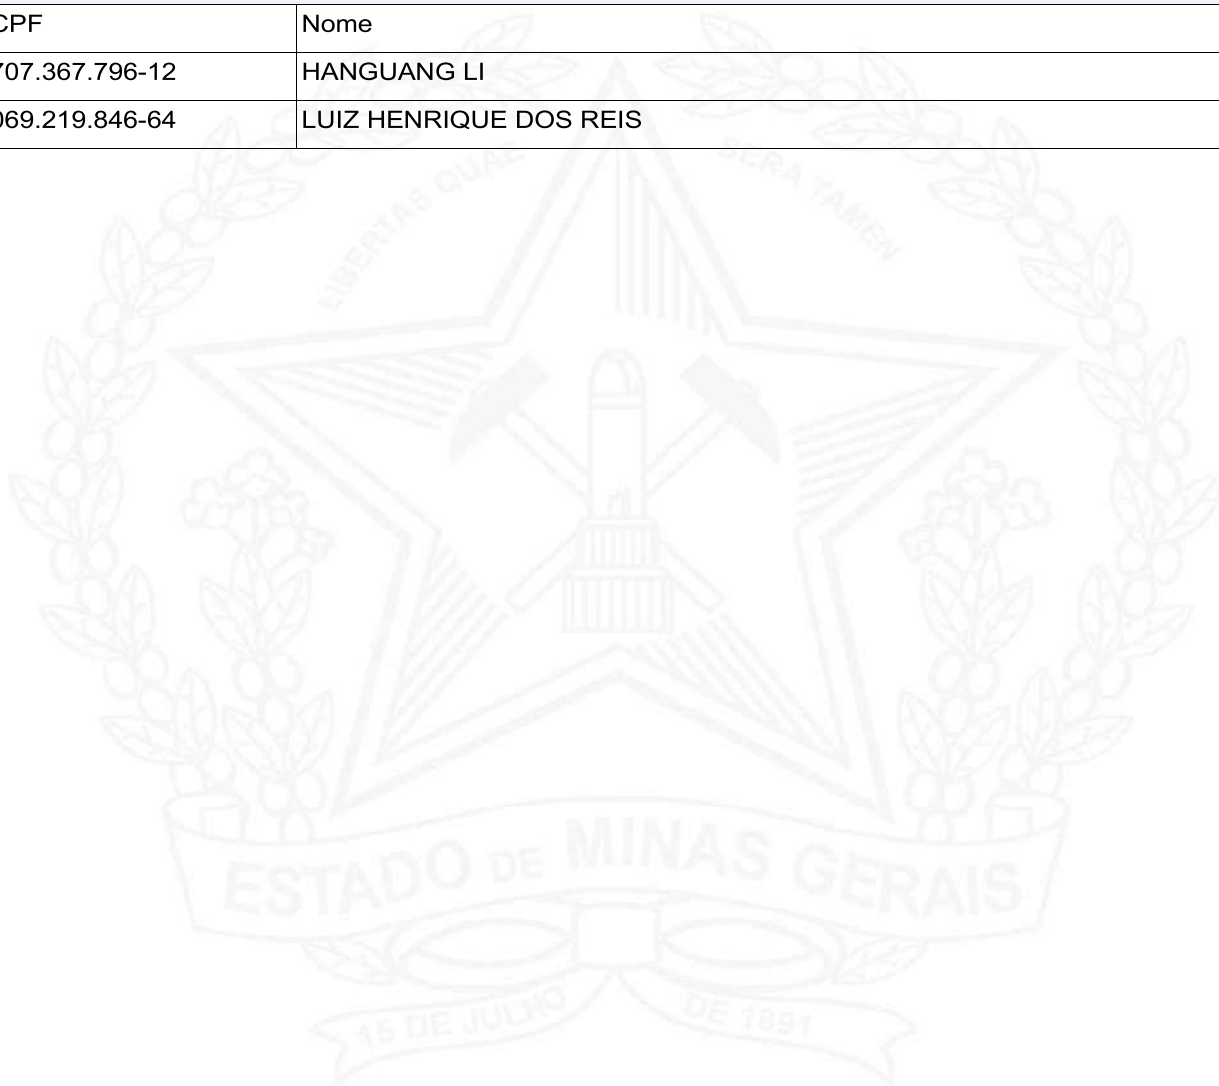 CPF Nome
707.367.796-12 HANGUANG LI
069.219.846-64 LUIZ HENRIQUE DOS REIS
LIBERTAS QUAE SERA TAMEN
ESTADO DE MINAS GERAIS
15 DE JULHO DE 1891